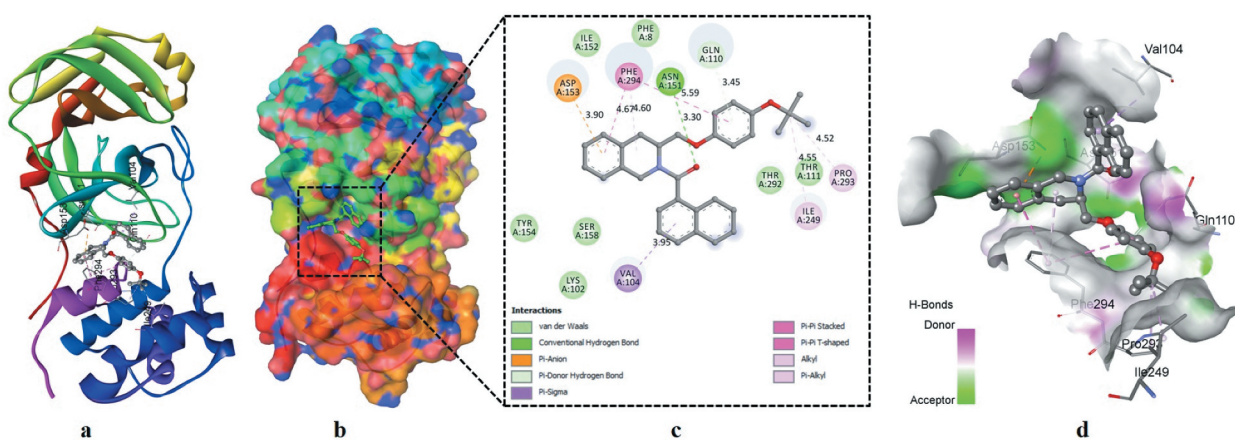 Val104
Gln110
Phe294
a
b
ILE
A:152
PHE
A:8
GLN
A:110
ASP
A:153
PHE
A:294
ASN
A:151
5.59
3.45
3.90
4.67
4.60
3.30
4.52
4.55
THR
A:292
THR
A:111
PRO
A:293
ILE
A:249
TYR
A:154
SER
A:158
3.95
LYS
A:102
VAL
A:104
Interactions
van der Waals
Conventional Hydrogen Bond
Pi-Anion
Pi-Donor Hydrogen Bond
Pi-Sigma
Pi-Pi Stacked
Pi-Pi T-shaped
Alkyl
Pi-Alkyl
c
Val104
Asp153
Gln110
Phe294
H-Bonds
Donor
Acceptor
Pro293
Ile249
d